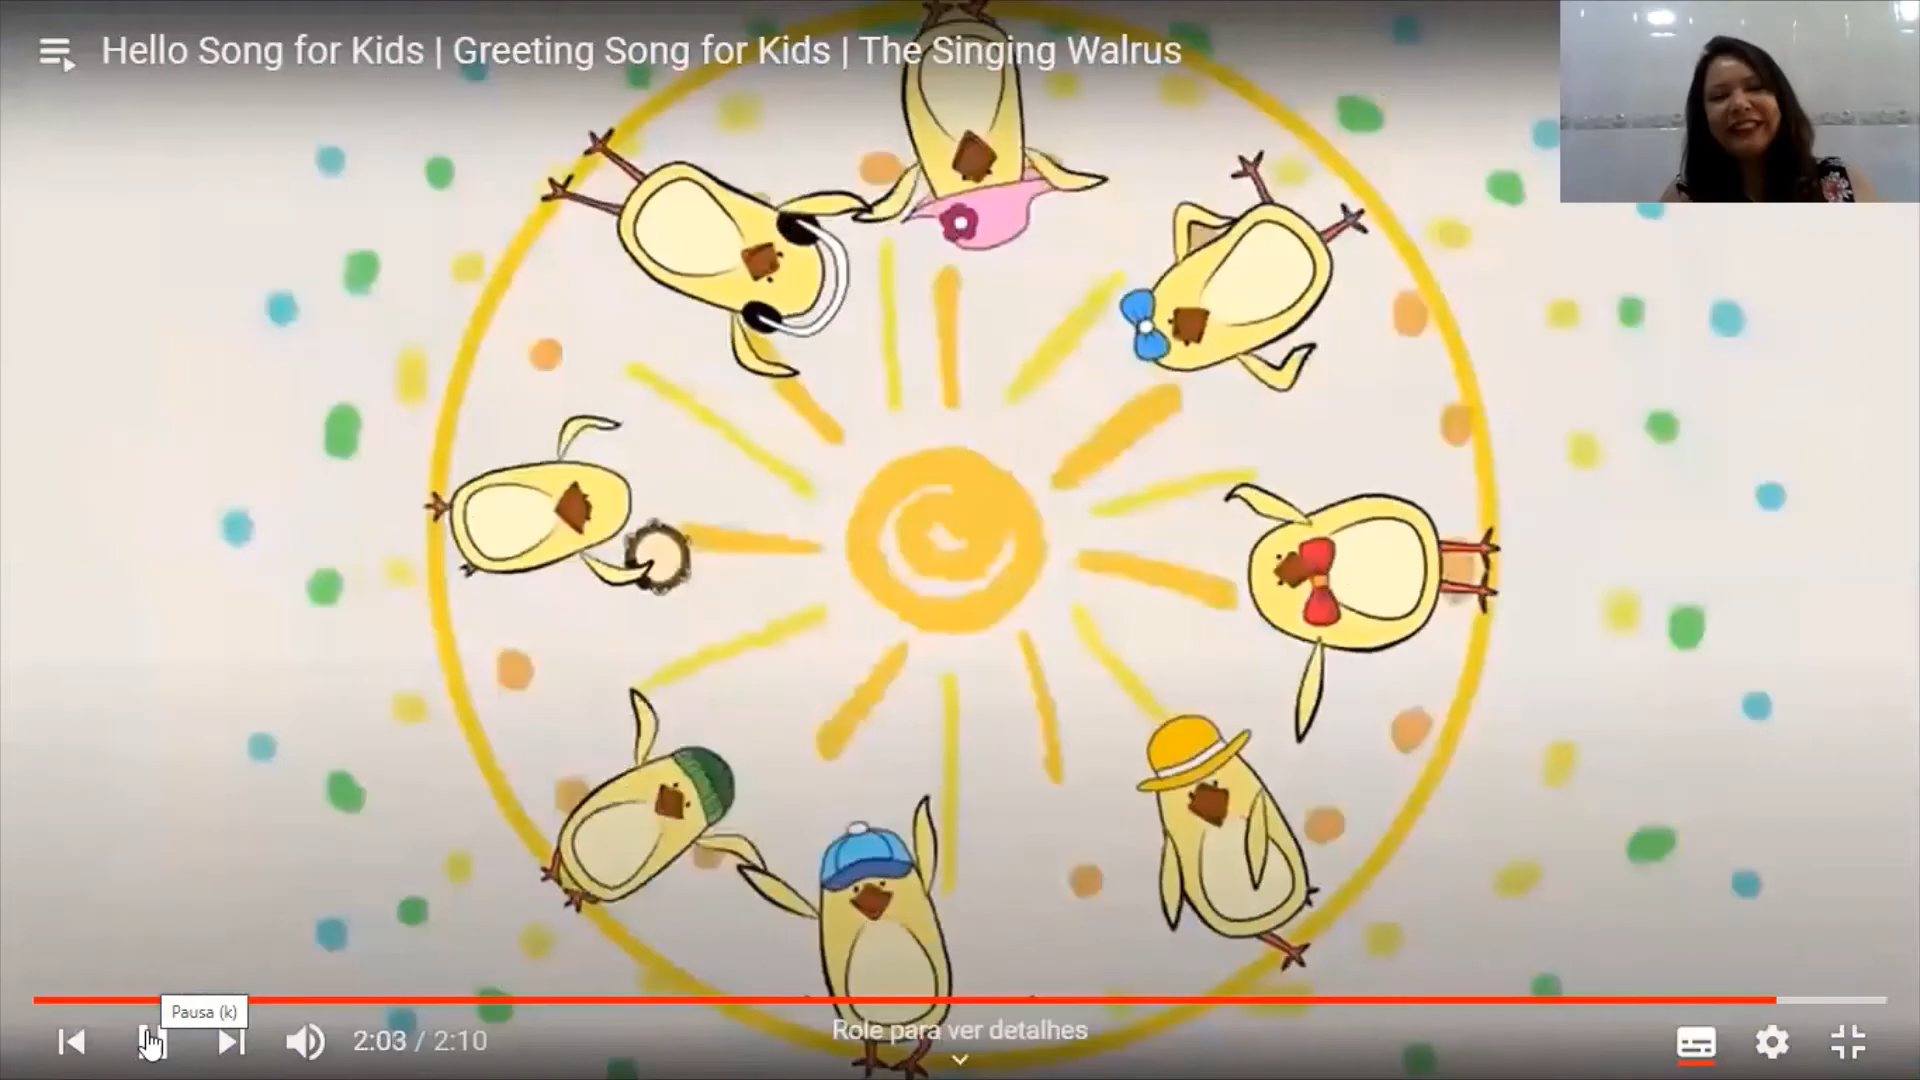 Hello Song for Kids | Greeting Song for Kids | The Singing Walrus
Pausa (k)
2:03 / 2:10
Role para ver detalhes